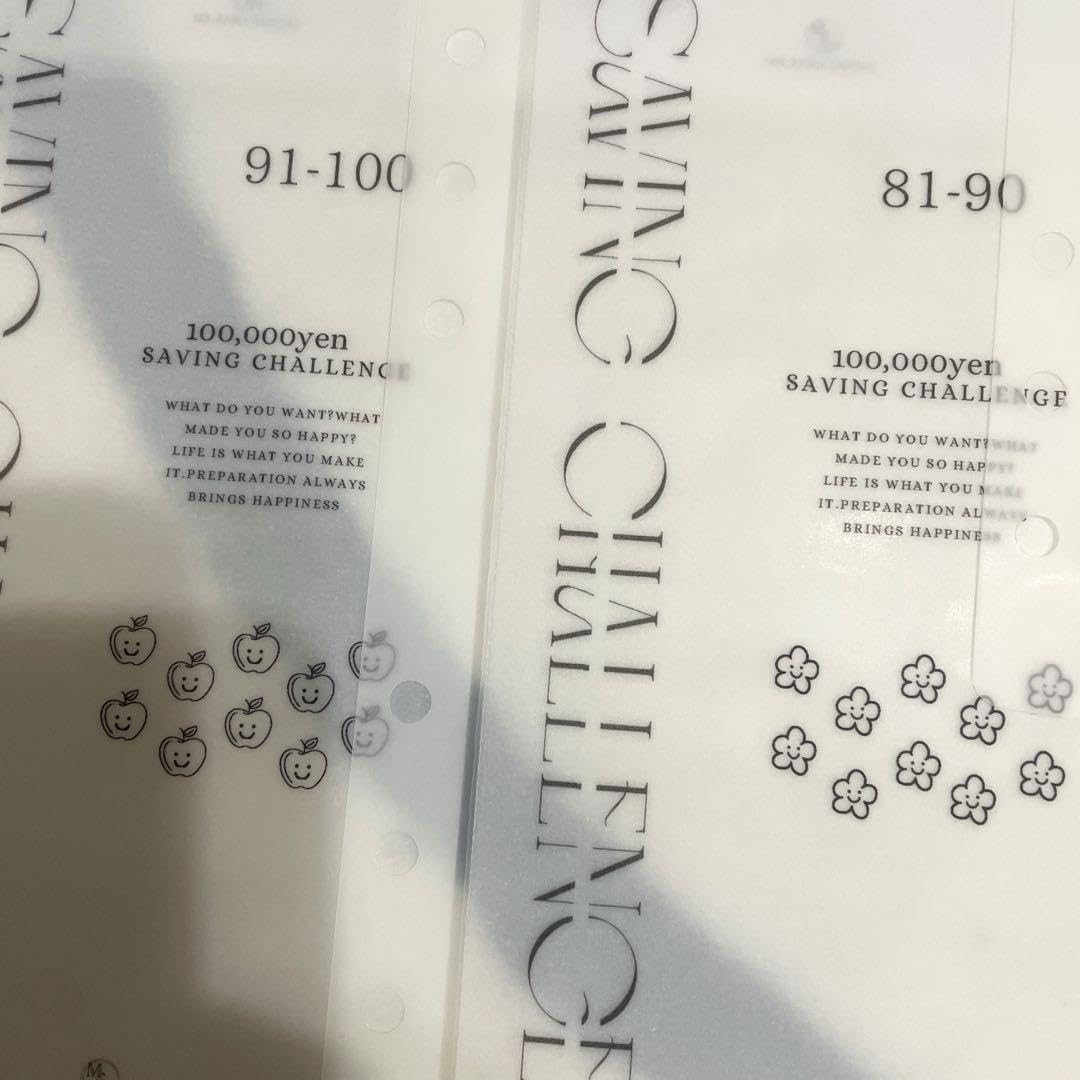 91-100
100,000yen
SAVING CHALLENGE
WHAT DO YOU WANT?WHAT
MADE YOU SO HAPPY?
LIFE IS WHAT YOU MAKE
IT.PREPARATION ALWAYS
BRINGS HAPPINESS
SAVING CHALLENGE
81-90
100,000yen
SAVING CHALLENGE
WHAT DO YOU WANT?WHAT
MADE YOU SO HAPPY?
LIFE IS WHAT YOU MAKE
IT.PREPARATION ALWAYS
BRINGS HAPPINESS